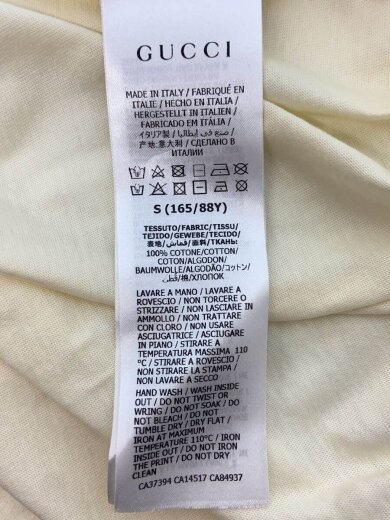 GUCCI
MADE IN ITALY / FABRIQUÉ EN
ITALIE / HECHO EN ITALIA /
HERGESTELLT IN ITALIEN /
FABRICADO EM ITÁLIA /
イタリア製 / صنع في إيطاليا /
产地:意大利 / СДЕЛАНО В
ИТАЛИИ
S (165/88Y)
TESSUTO/FABRIC/TISSU/
TEJIDO/GEWEBE/TECIDO/
表地/قماش/面料/ТКАНЬ:
100% COTONE/COTTON/
COTON/ALGODON/
BAUMWOLLE/ALGODÃO/コットン/
قطن/棉/ХЛОПОК
LAVARE A MANO / LAVARE A
ROVESCIO / NON TORCERE O
STRIZZARE / NON LASCIARE IN
AMMOLLO / NON TRATTARE
CON CLORO / NON USARE
ASCIUGATRICE / ASCIUGARE
IN PIANO / STIRARE A
TEMPERATURA MASSIMA 110
°C / STIRARE A ROVESCIO /
NON STIRARE LA STAMPA /
NON LAVARE A SECCO
HAND WASH / WASH INSIDE
OUT / DO NOT TWIST OR
WRING / DO NOT SOAK / DO
NOT BLEACH / DO NOT
TUMBLE DRY / DRY FLAT /
IRON AT MAXIMUM
TEMPERATURE 110°C / IRON
INSIDE OUT / DO NOT IRON
THE PRINT / DO NOT DRY
CLEAN
CA37394 CA14517 CA84937